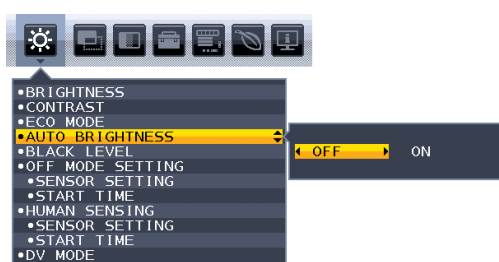 •BRIGHTNESS
•CONTRAST
•ECO MODE
•AUTO BRIGHTNESS
OFF ON
•BLACK LEVEL
•OFF MODE SETTING
•SENSOR SETTING
•START TIME
•HUMAN SENSING
•SENSOR SETTING
•START TIME
•DV MODE